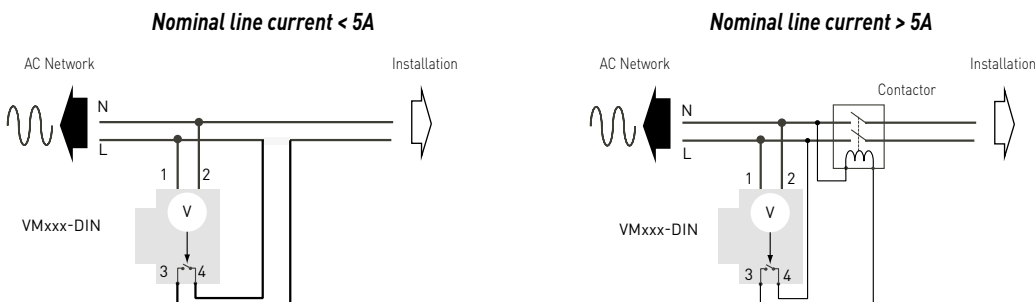 Nominal line current < 5A
AC Network
Installation
N
L
1
2
V
VMxxx-DIN
3
4
Nominal line current > 5A
AC Network
Installation
Contactor
N
L
1
2
V
VMxxx-DIN
3
4